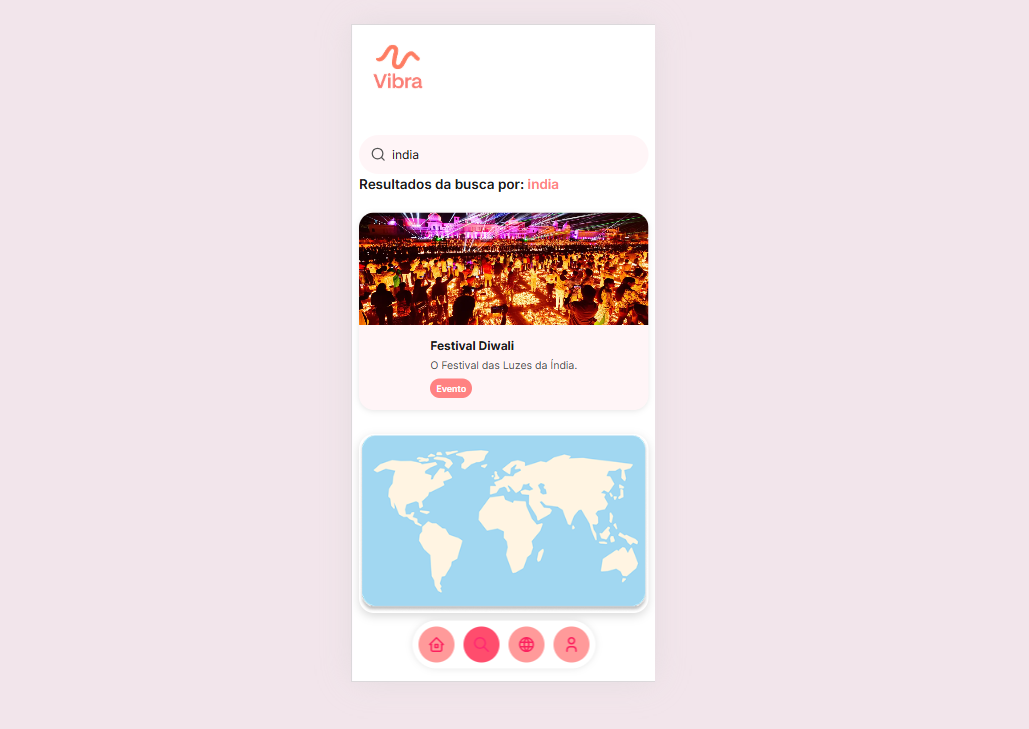 Vibra
india
Resultados da busca por: india
Festival Diwali
O Festival das Luzes da Índia.
Evento